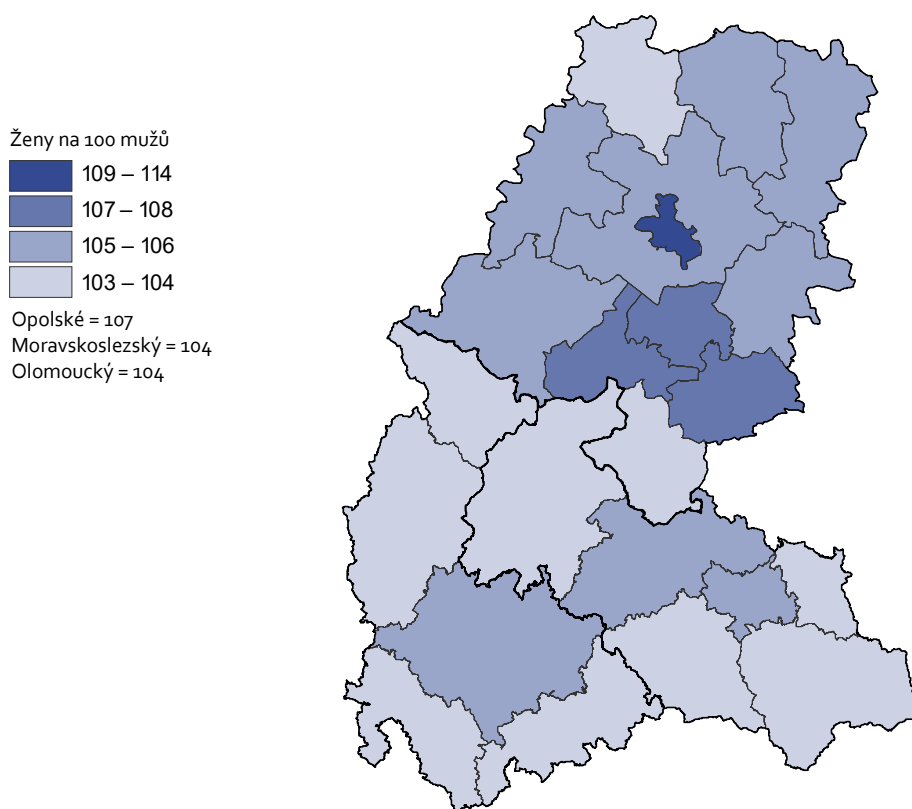 Ženy na 100 mužů
109 – 114
107 – 108
105 – 106
103 – 104
Opolské = 107
Moravskoslezský = 104
Olomoucký = 104